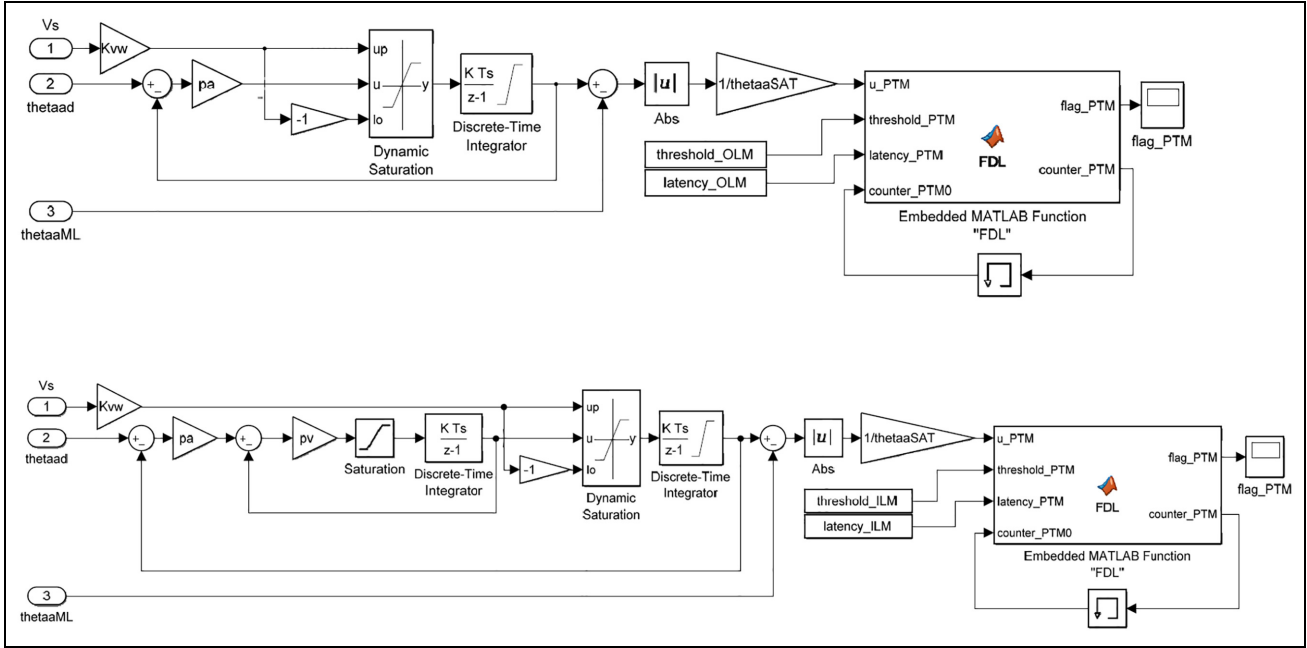 Vs
1
Kvw
up
2
thetaad
+
-
pa
u
y
-1
lo
Dynamic
Saturation
K Ts
z-1
Discrete-Time
Integrator
+
-
|u|
Abs
1/thetaaSAT
threshold_OLM
latency_OLM
u_PTM
threshold_PTM
latency_PTM
counter_PTM0
FDL
flag_PTM
counter_PTM
Embedded MATLAB Function
"FDL"
flag_PTM
3
thetaaML
Vs
1
Kvw
2
thetaad
+
-
pa
+
-
pv
Saturation
K Ts
z-1
Discrete-Time
Integrator
-1
up
u
y
lo
Dynamic
Saturation
K Ts
z-1
Discrete-Time
Integrator
+
-
|u|
Abs
1/thetaaSAT
threshold_ILM
latency_ILM
u_PTM
threshold_PTM
latency_PTM
counter_PTM0
FDL
flag_PTM
counter_PTM
Embedded MATLAB Function
"FDL"
flag_PTM
3
thetaaML